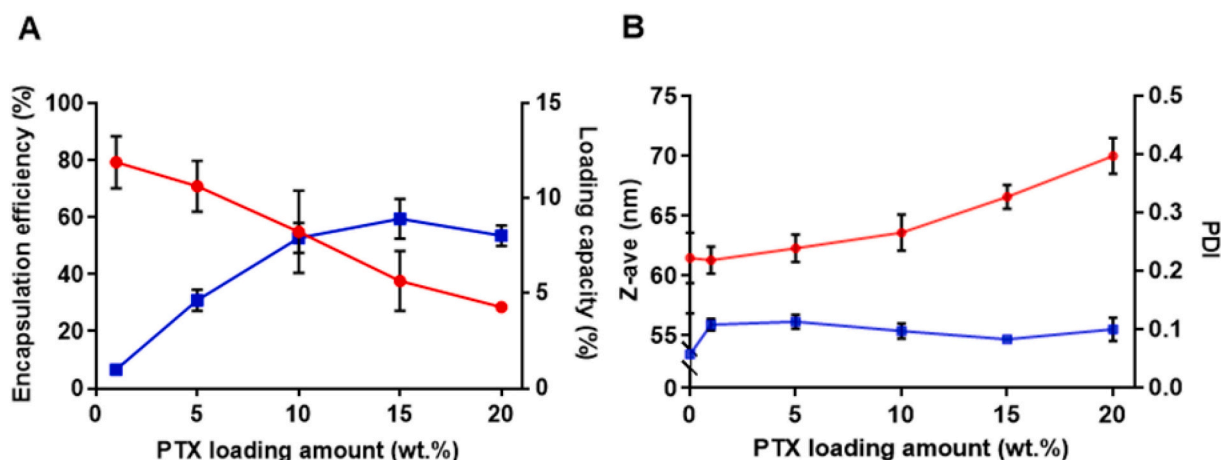 A
Encapsulation efficiency (%)
100
80
60
40
20
0
15
10
5
0
Loading capacity (%)
0 5 10 15 20
PTX loading amount (wt.%)
B
Z-ave (nm)
75
70
65
60
55
0
0.5
0.4
0.3
0.2
0.1
0.0
PDI
0 5 10 15 20
PTX loading amount (wt.%)